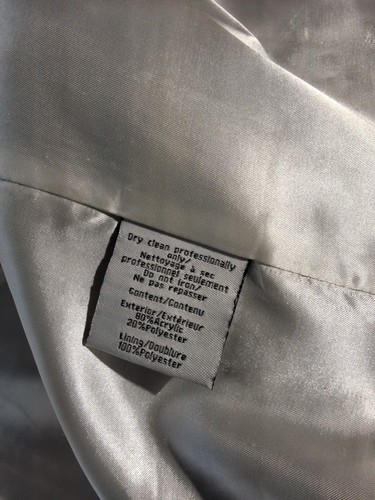 Dry clean professionally
only/
Nettoyage à sec
professionnel seulement
Do not iron/
Ne pas repasser
Content/Contenu
Exterior/Extérieur
80%Acrylic
20%Polyester
Lining/Doublure
100%Polyester